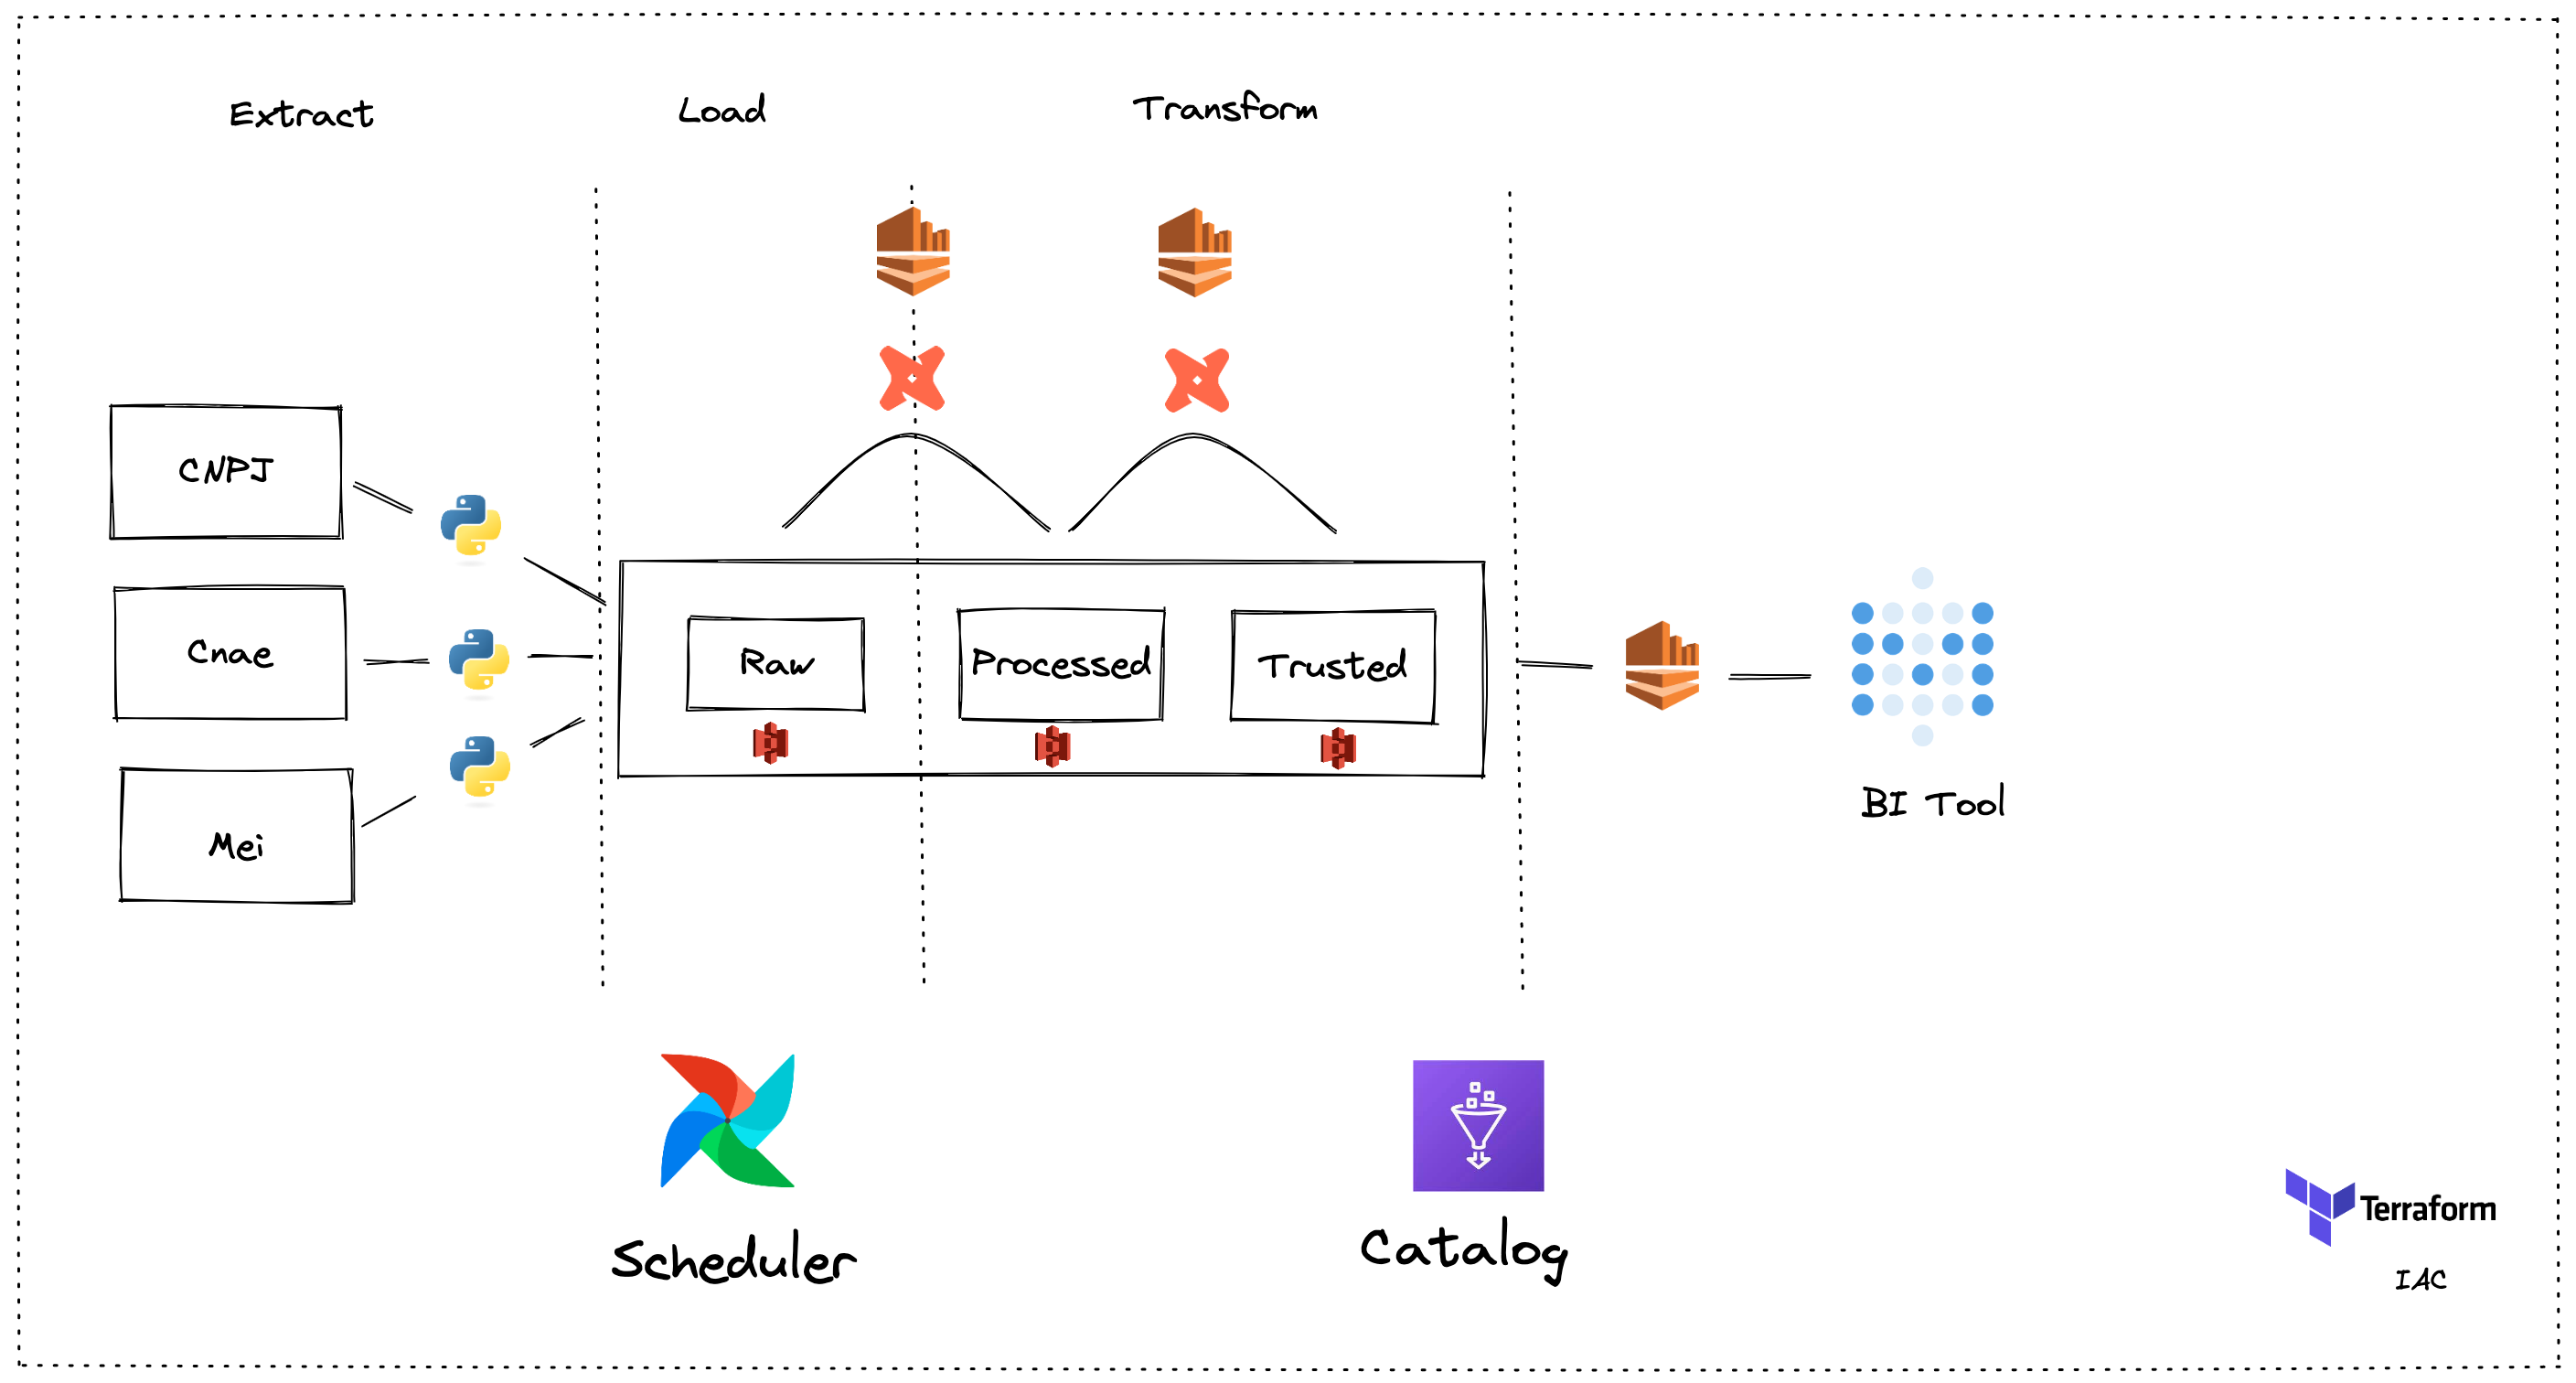 Extract
Load
Transform
CNPJ
Cnae
Mei
Raw
Processed
Trusted
BI Tool
Scheduler
Catalog
Terraform
IAC